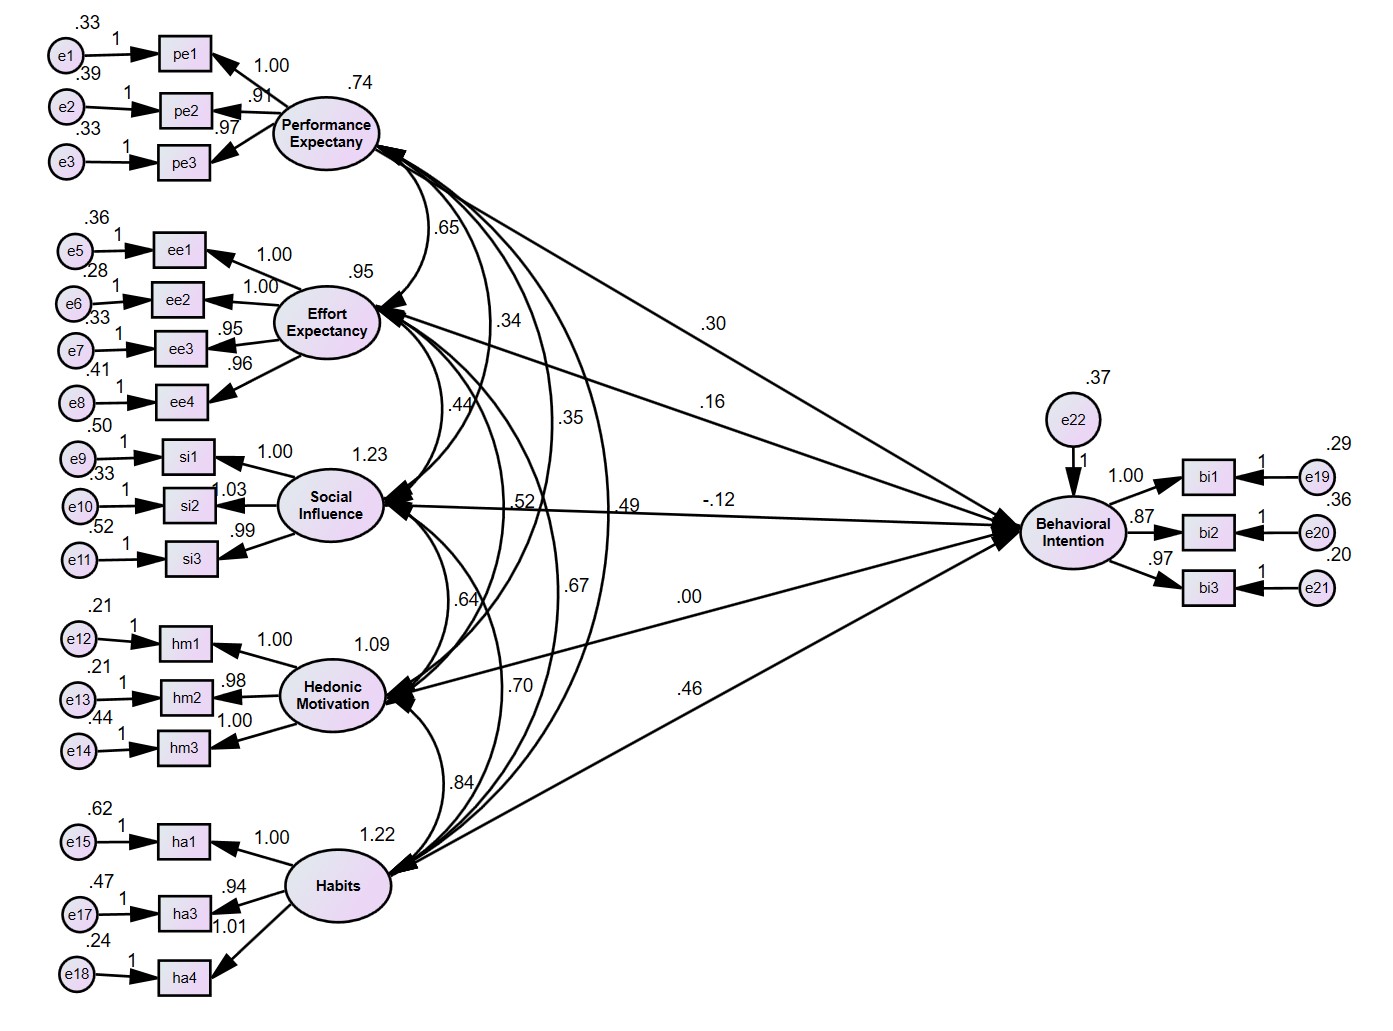 .33
e1
1
pe1
1.00
.39
e2
1
pe2
.91
.33
e3
1
pe3
.97
.74
Performance
Expectany
.36
e5
1
ee1
1.00
.28
e6
1
ee2
1.00
.33
e7
1
ee3
.95
.41
e8
1
ee4
.96
.95
Effort
Expectancy
.50
e9
1
si1
1.00
.33
e10
1
si2
1.03
.52
e11
1
si3
.99
1.23
Social
Influence
.21
e12
1
hm1
1.00
.21
e13
1
hm2
.98
.44
e14
1
hm3
1.00
1.09
Hedonic
Motivation
.62
e15
1
ha1
1.00
.47
e17
1
ha3
.94
.24
e18
1
ha4
1.01
1.22
Habits
.65
.34
.44
.35
.52
.49
.67
.64
.70
.84
.30
.16
-.12
.00
.46
.37
e22
1
Behavioral
Intention
1.00
bi1
1
e19
.29
.87
bi2
1
e20
.36
.97
bi3
1
e21
.20